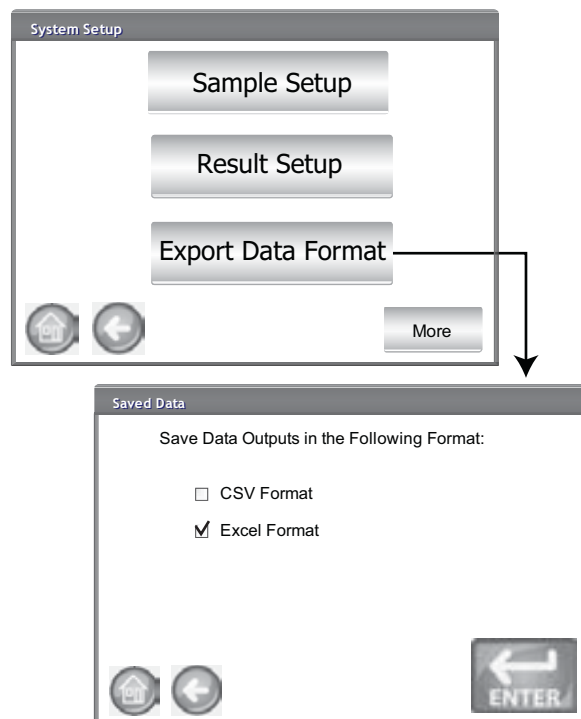 System Setup
Sample Setup
Result Setup
Export Data Format
More
Saved Data
Save Data Outputs in the Following Format:
CSV Format
Excel Format
ENTER